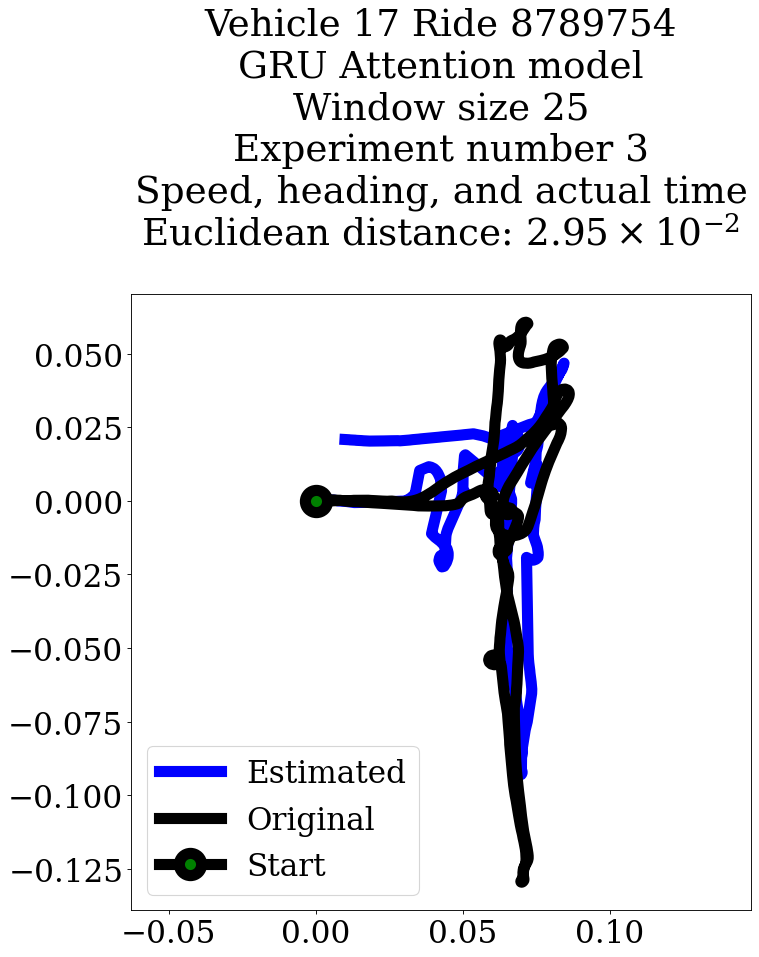 Vehicle 17 Ride 8789754
GRU Attention model
Window size 25
Experiment number 3
Speed, heading, and actual time
Euclidean distance: 2.95 × 10⁻²
0.050
0.025
0.000
−0.025
−0.050
−0.075
−0.100
−0.125
Estimated
Original
Start
−0.05 0.00 0.05 0.10